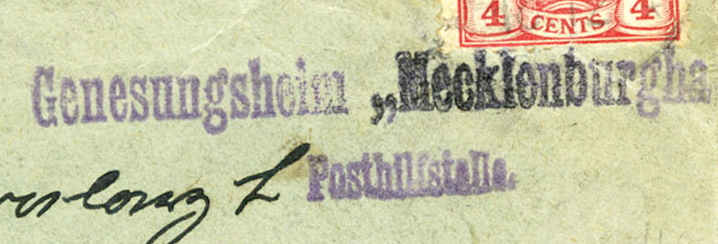 4 CENTS 4
Genesungsheim „Mecklenburgha
Posthilfstelle.